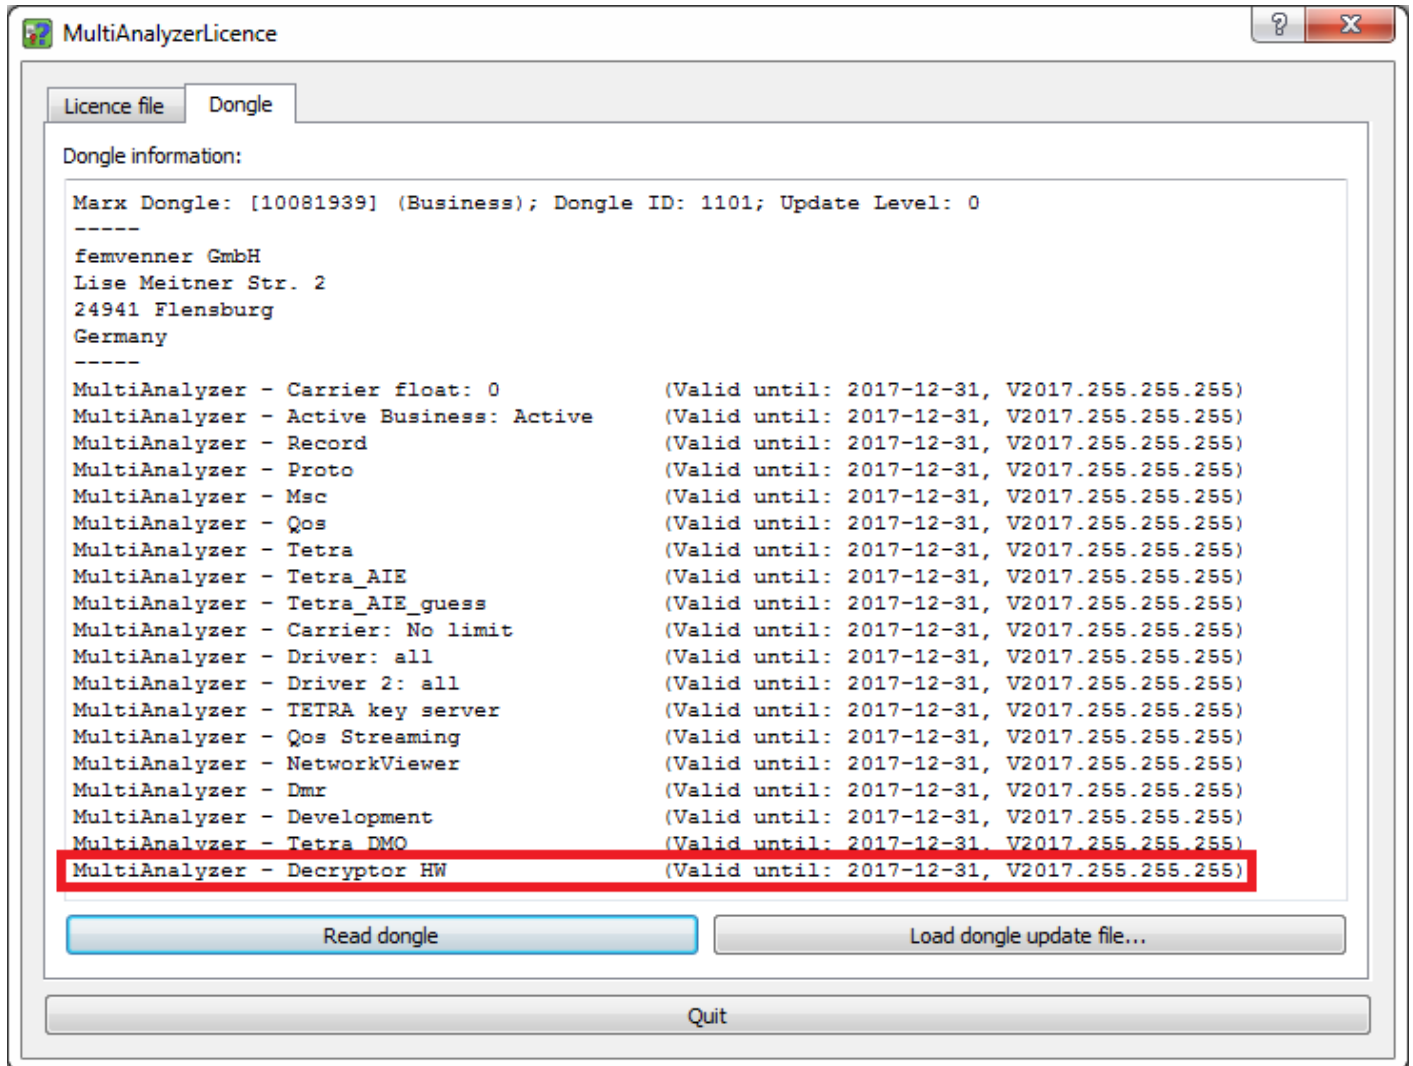 MultiAnalyzerLicence
Licence file Dongle
Dongle information:
Marx Dongle: [10081939] (Business); Dongle ID: 1101; Update Level: 0
-----
femvenner GmbH
Lise Meitner Str. 2
24941 Flensburg
Germany
-----
MultiAnalyzer - Carrier float: 0 (Valid until: 2017-12-31, V2017.255.255.255)
MultiAnalyzer - Active Business: Active (Valid until: 2017-12-31, V2017.255.255.255)
MultiAnalyzer - Record (Valid until: 2017-12-31, V2017.255.255.255)
MultiAnalyzer - Proto (Valid until: 2017-12-31, V2017.255.255.255)
MultiAnalyzer - Msc (Valid until: 2017-12-31, V2017.255.255.255)
MultiAnalyzer - Qos (Valid until: 2017-12-31, V2017.255.255.255)
MultiAnalyzer - Tetra (Valid until: 2017-12-31, V2017.255.255.255)
MultiAnalyzer - Tetra_AIE (Valid until: 2017-12-31, V2017.255.255.255)
MultiAnalyzer - Tetra_AIE_guess (Valid until: 2017-12-31, V2017.255.255.255)
MultiAnalyzer - Carrier: No limit (Valid until: 2017-12-31, V2017.255.255.255)
MultiAnalyzer - Driver: all (Valid until: 2017-12-31, V2017.255.255.255)
MultiAnalyzer - Driver 2: all (Valid until: 2017-12-31, V2017.255.255.255)
MultiAnalyzer - TETRA key server (Valid until: 2017-12-31, V2017.255.255.255)
MultiAnalyzer - Qos Streaming (Valid until: 2017-12-31, V2017.255.255.255)
MultiAnalyzer - NetworkViewer (Valid until: 2017-12-31, V2017.255.255.255)
MultiAnalyzer - Dmr (Valid until: 2017-12-31, V2017.255.255.255)
MultiAnalyzer - Development (Valid until: 2017-12-31, V2017.255.255.255)
MultiAnalyzer - Tetra DMO (Valid until: 2017-12-31, V2017.255.255.255)
MultiAnalyzer - Decryptor HW (Valid until: 2017-12-31, V2017.255.255.255)
Read dongle Load dongle update file...
Quit